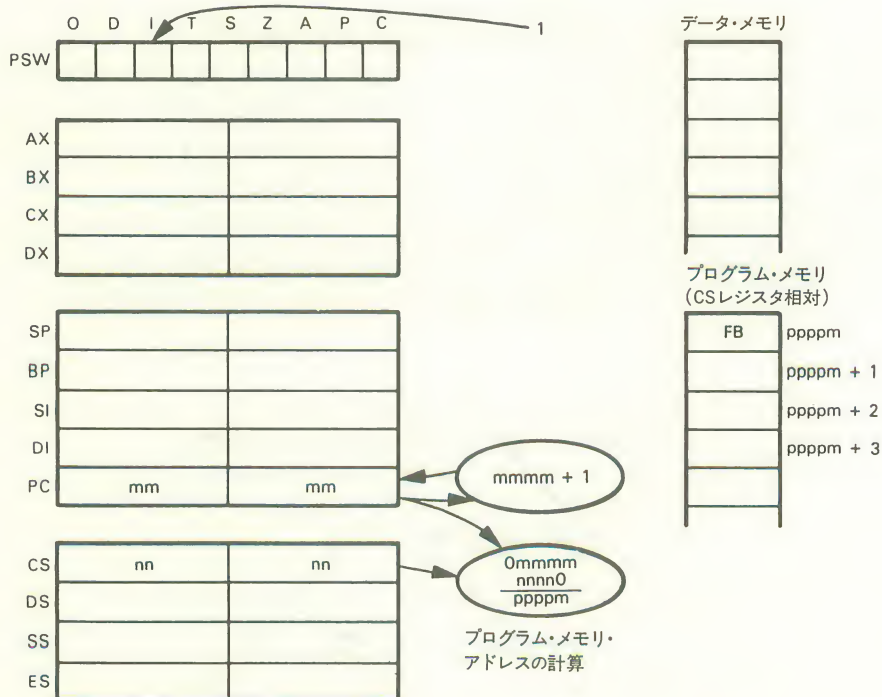 O D I T S Z A P C
1
PSW
AX
BX
CX
DX
SP
BP
SI
DI
PC mm mm
mmmm + 1
CS nn nn
DS
SS
ES
0mmmm
nnnn0
ppppm
プログラム・メモリ・
アドレスの計算
データ・メモリ
プログラム・メモリ
(CSレジスタ相対)
FB ppppm
ppppm + 1
ppppm + 2
ppppm + 3